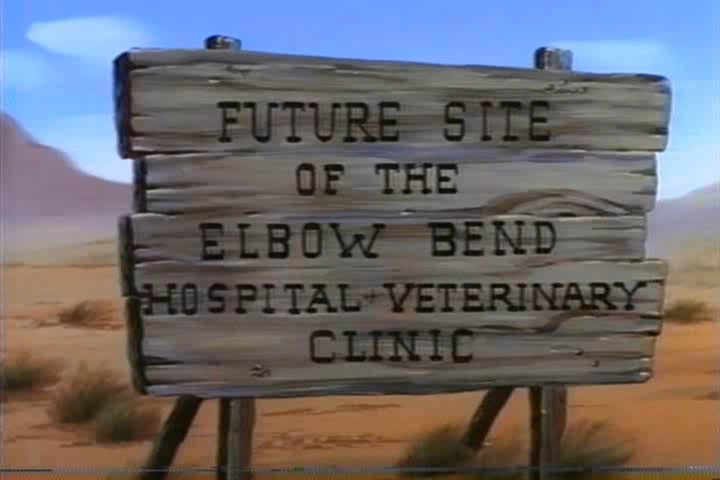 FUTURE SITE
OF THE
ELBOW BEND
HOSPITAL + VETERINARY
CLINIC